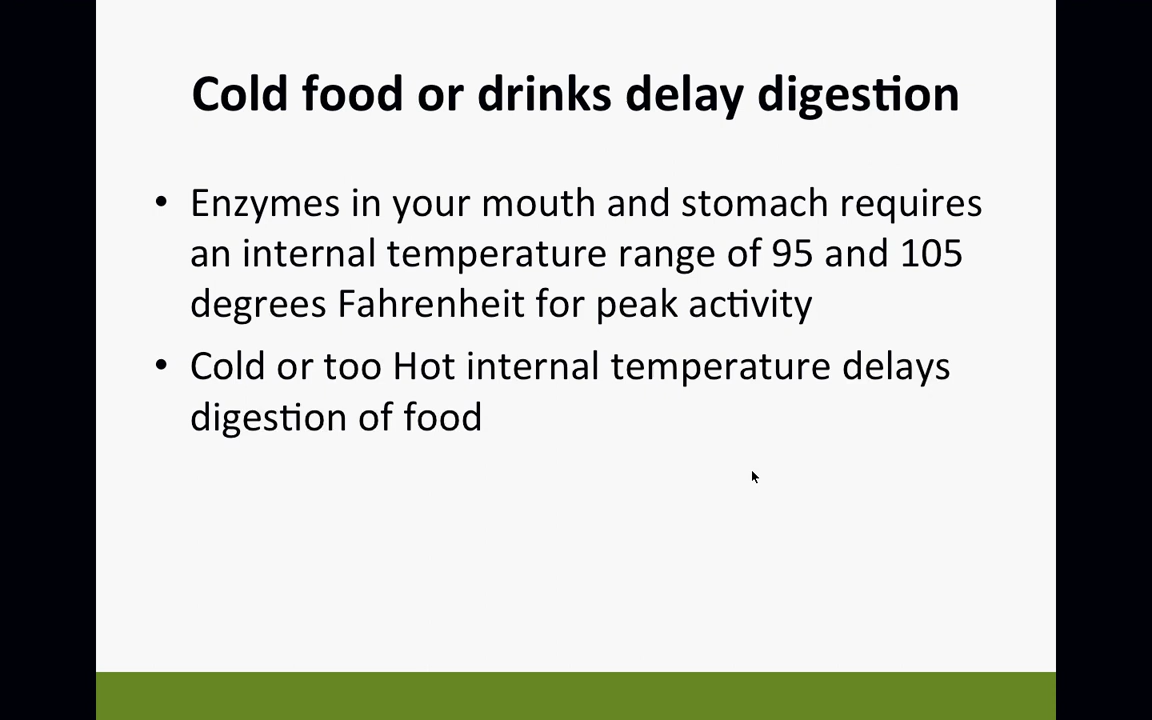 Cold food or drinks delay digestion
• Enzymes in your mouth and stomach requires
an internal temperature range of 95 and 105
degrees Fahrenheit for peak activity
• Cold or too Hot internal temperature delays
digestion of food